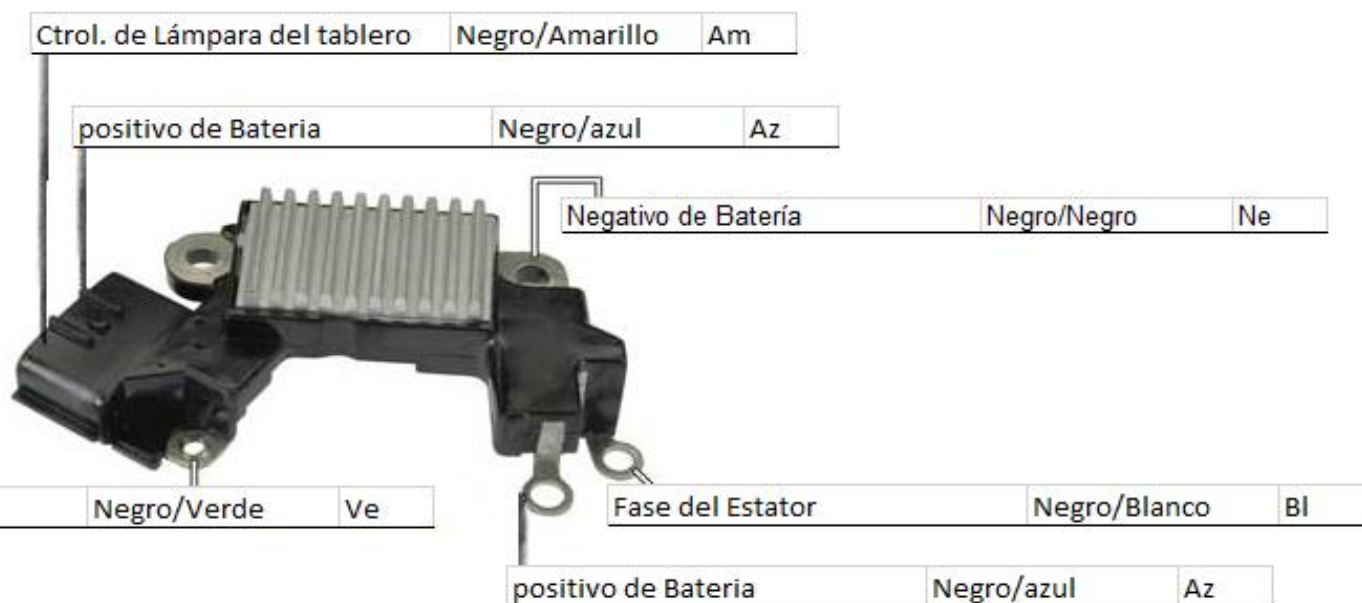 Ctrol. de Lámpara del tablero Negro/Amarillo Am
positivo de Bateria Negro/azul Az
Negativo de Batería Negro/Negro Ne
Negro/Verde Ve
Fase del Estator Negro/Blanco Bl
positivo de Bateria Negro/azul Az